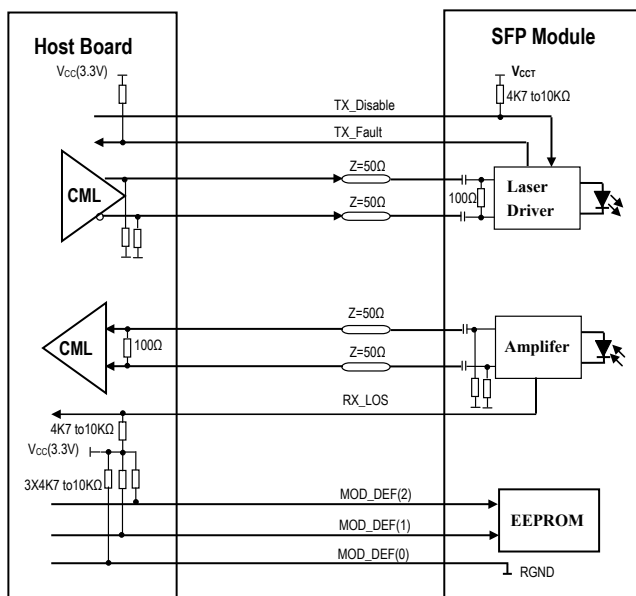 Host Board
SFP Module
VCC(3.3V)
VCCT
4K7 to10KΩ
TX_Disable
TX_Fault
CML
Z=50Ω
Z=50Ω
100Ω
Laser
Driver
CML
100Ω
Z=50Ω
Z=50Ω
Amplifer
RX_LOS
4K7 to10KΩ
VCC(3.3V)
3X4K7 to10KΩ
MOD_DEF(2)
MOD_DEF(1)
MOD_DEF(0)
EEPROM
RGND